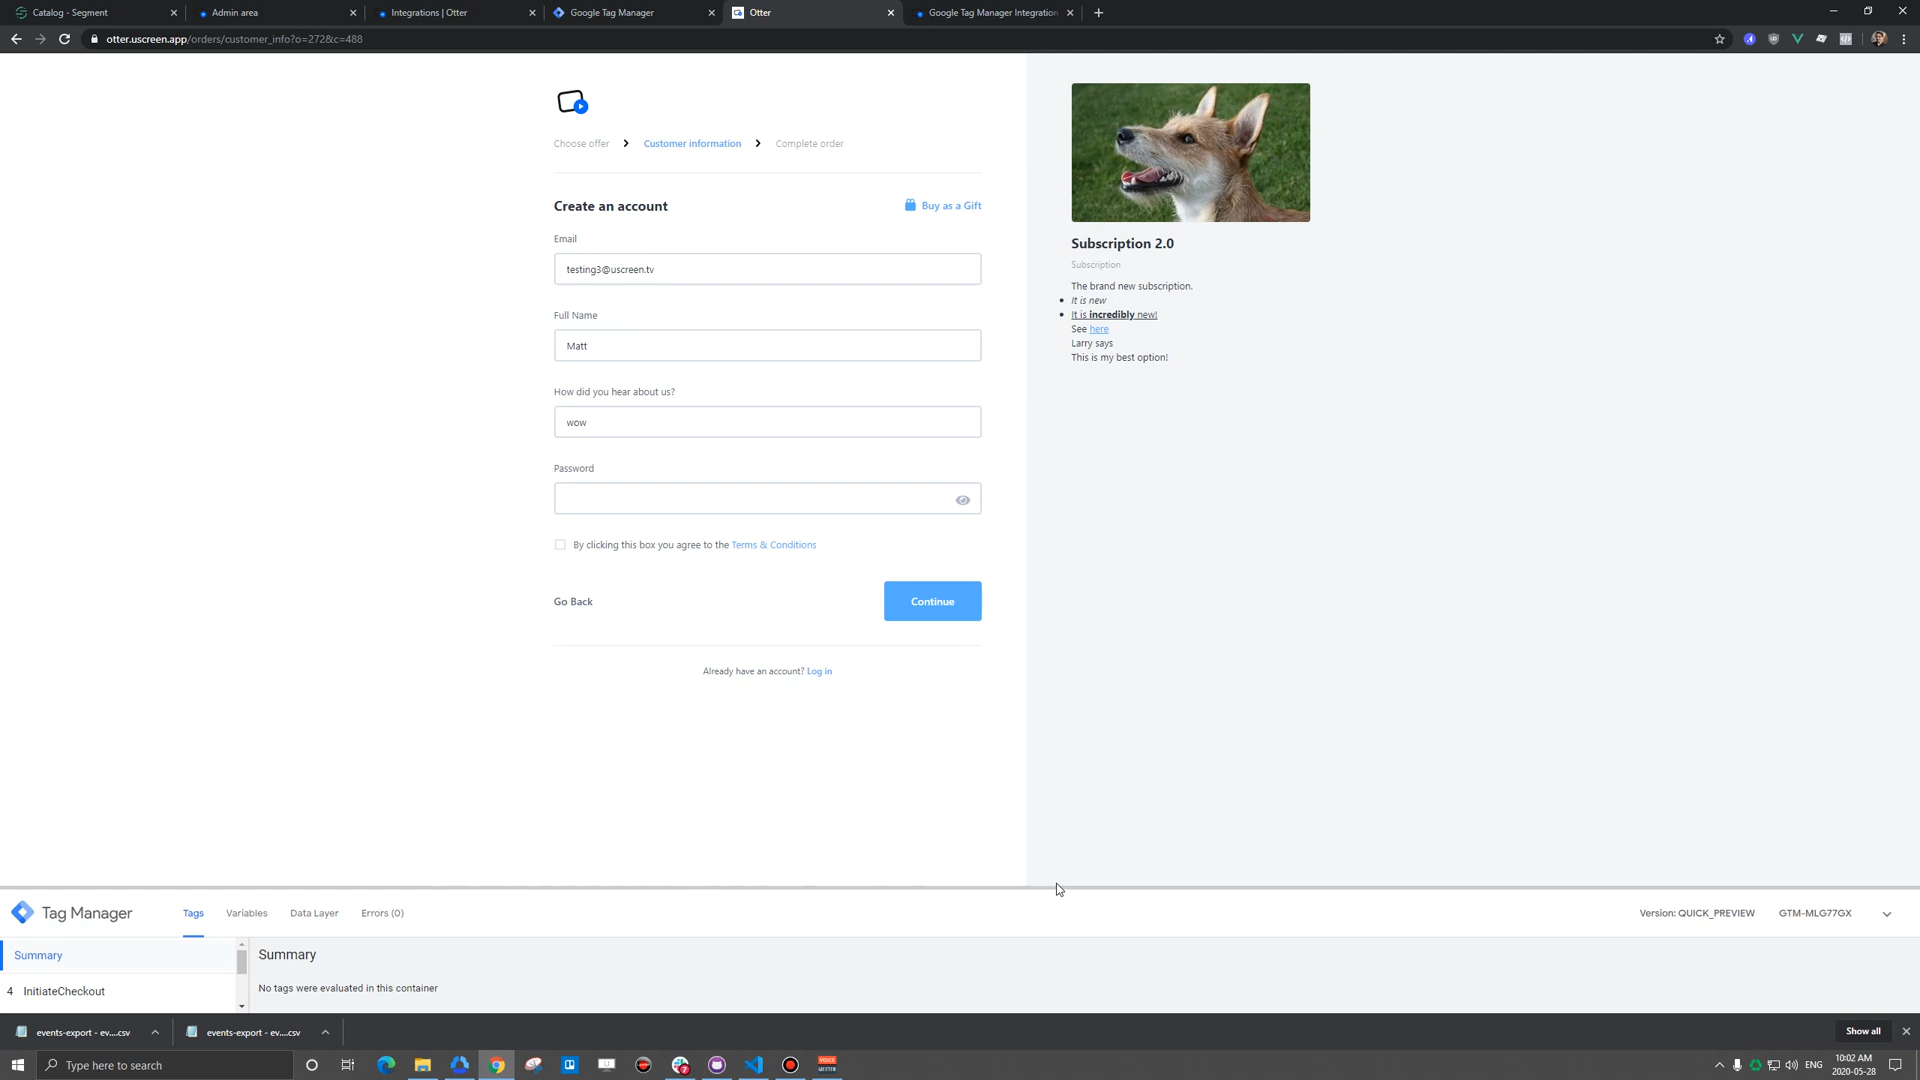 Catalog - Segment
Admin area
Integrations | Otter
Google Tag Manager
Otter
Google Tag Manager Integration
otter.uscreen.app/orders/customer_info?o=272&c=488
Choose offer
Customer information
Complete order
Create an account
Buy as a Gift
Email
testing3@uscreen.tv
Full Name
Matt
How did you hear about us?
wow
Password
By clicking this box you agree to the Terms & Conditions
Go Back
Continue
Already have an account? Log in
Subscription 2.0
Subscription
The brand new subscription.
It is new
It is incredibly new!
See here
Larry says
This is my best option!
Tag Manager
Tags
Variables
Data Layer
Errors (0)
Version: QUICK_PREVIEW
GTM-MLG77GX
Summary
4 InitiateCheckout
Summary
No tags were evaluated in this container
events-export - ev....csv
events-export - ev....csv
Show all
Type here to search
ENG
10:02 AM
2020-05-28